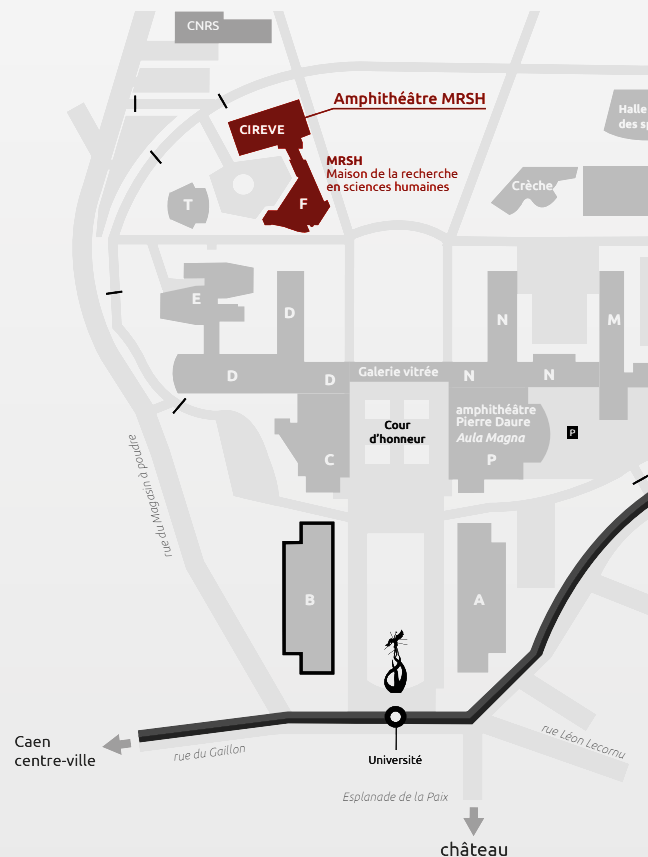 CNRS
Amphithéâtre MRSH
CIREVE
Halle
des sp
MRSH
Maison de la recherche
en sciences humaines
Crèche
T
F
E
D
N
M
D
D
Galerie vitrée
N
N
Cour
d'honneur
amphithéâtre
Pierre Daure
Aula Magna
P
P
C
rue du Magasin à poudre
B
A
Caen
centre-ville
rue du Gaillon
Université
rue Léon Lecornu
Esplanade de la Paix
château